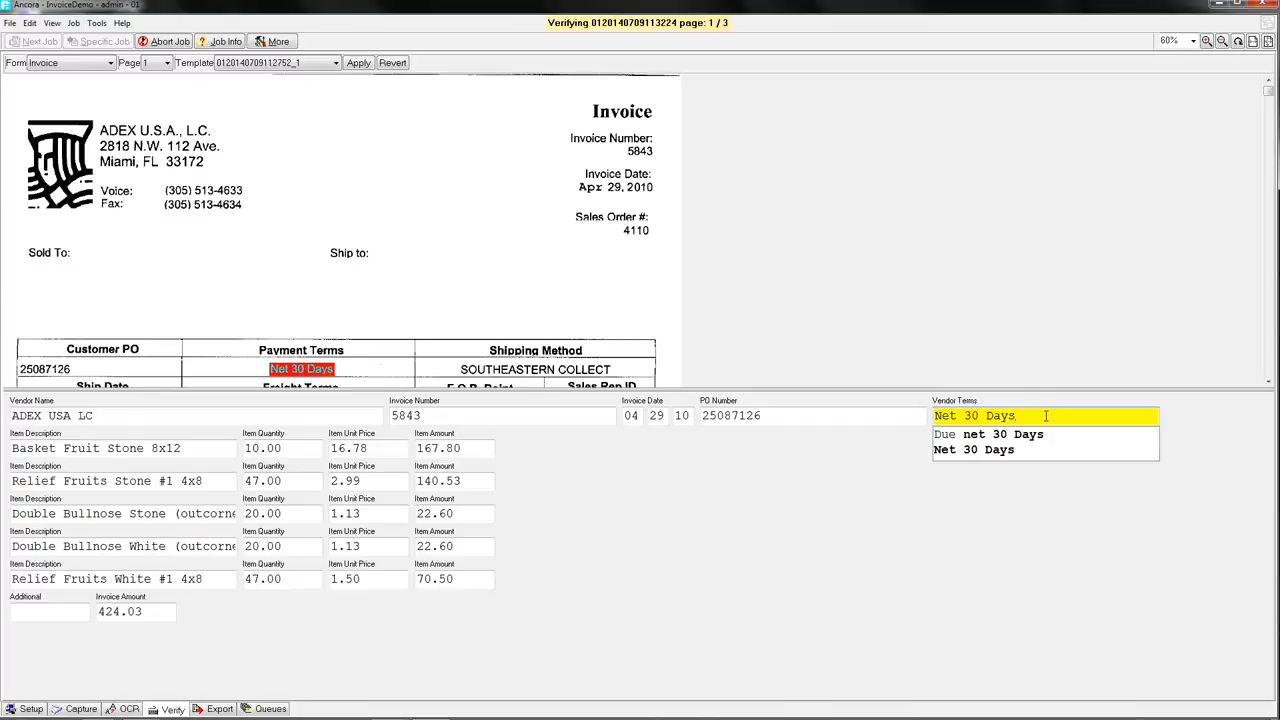 Ancora - InvoiceDemo - admin - 01
File Edit View Job Tools Help
Verifying 0120140709113224 page: 1 / 3
Next Job Specific Job Abort Job Job Info More 60%
Form Invoice Page 1 Template 0120140709112752_1 Apply Revert
Invoice
ADEX U.S.A., L.C.
2818 N.W. 112 Ave.
Miami, FL 33172
Voice: (305) 513-4633
Fax: (305) 513-4634
Invoice Number:
5843
Invoice Date:
Apr 29, 2010
Sales Order #:
4110
Sold To: Ship to:
Customer PO Payment Terms Shipping Method
25087126 Net 30 Days SOUTHEASTERN COLLECT
Ship Date Freight Terms F.O.B. Point Sales Rep ID
Vendor Name Invoice Number Invoice Date PO Number Vendor Terms
ADEX USA LC 5843 04 29 10 25087126 Net 30 Days
Due net 30 Days
Net 30 Days
Item Description Item Quantity Item Unit Price Item Amount
Basket Fruit Stone 8x12 10.00 16.78 167.80
Item Description Item Quantity Item Unit Price Item Amount
Relief Fruits Stone #1 4x8 47.00 2.99 140.53
Item Description Item Quantity Item Unit Price Item Amount
Double Bullnose Stone (outcorne 20.00 1.13 22.60
Item Description Item Quantity Item Unit Price Item Amount
Double Bullnose White (outcorne 20.00 1.13 22.60
Item Description Item Quantity Item Unit Price Item Amount
Relief Fruits White #1 4x8 47.00 1.50 70.50
Additional Invoice Amount
424.03
Setup Capture OCR Verify Export Queues